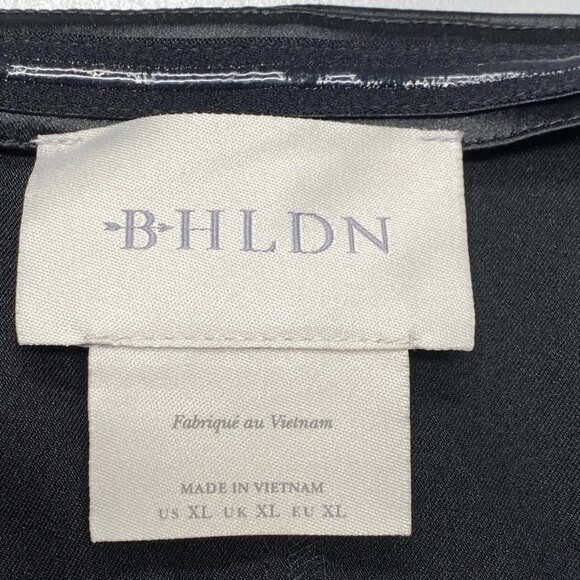 BHLDN
Fabriqué au Vietnam
MADE IN VIETNAM
US XL UK XL EU XL